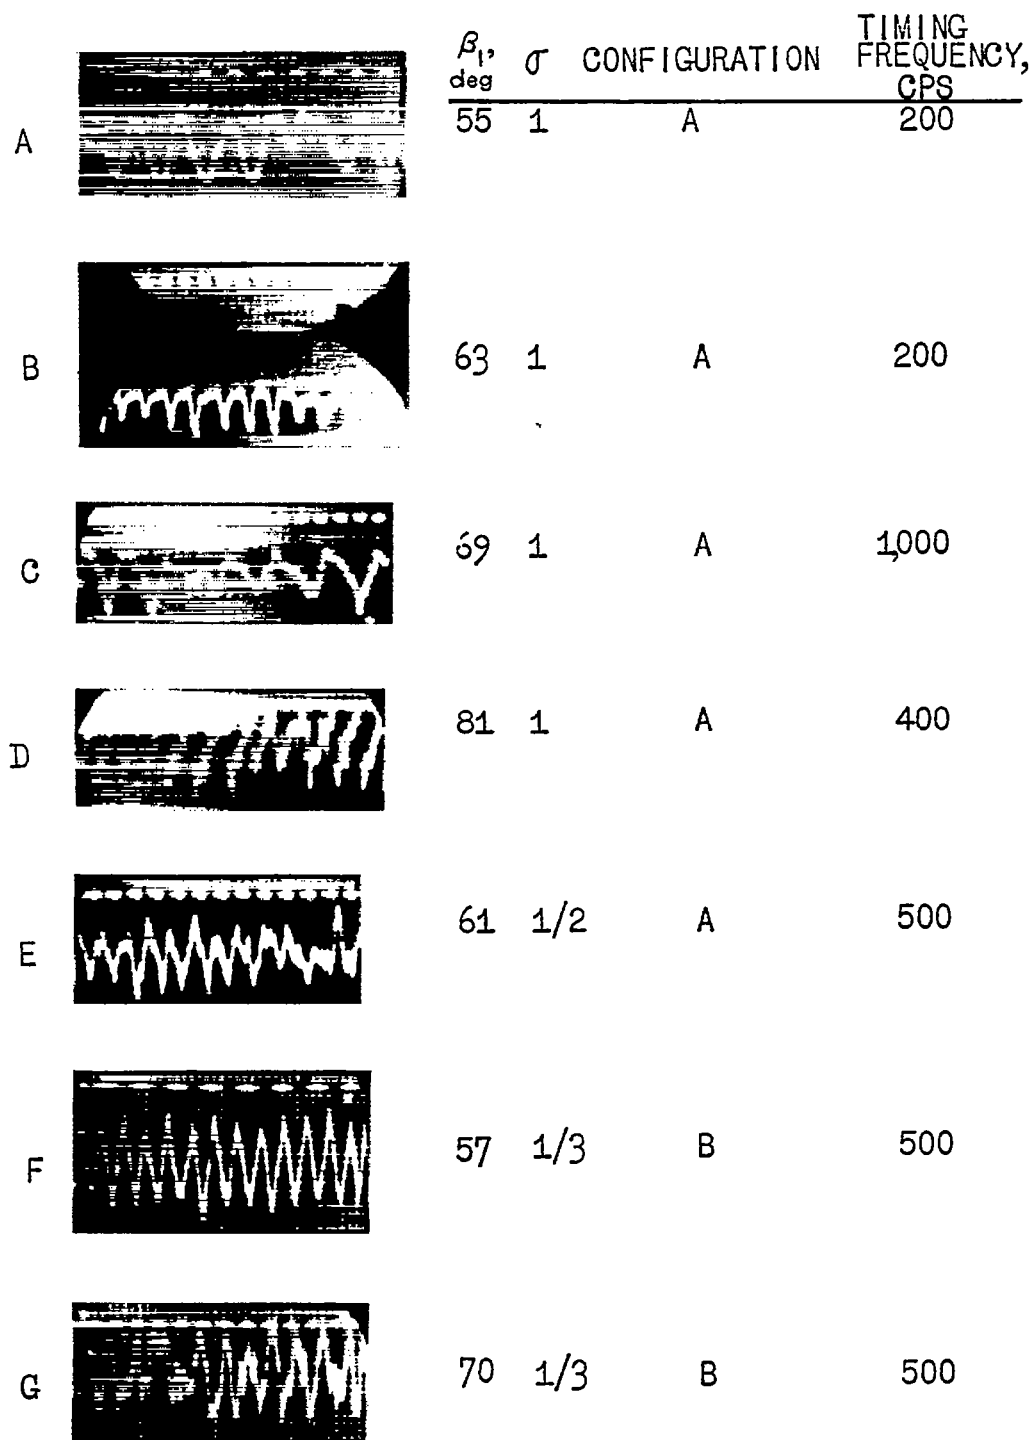 β₁, deg σ CONFIGURATION TIMING FREQUENCY, CPS
A 55 1 A 200
B 63 1 A 200
C 69 1 A 1,000
D 81 1 A 400
E 61 1/2 A 500
F 57 1/3 B 500
G 70 1/3 B 500